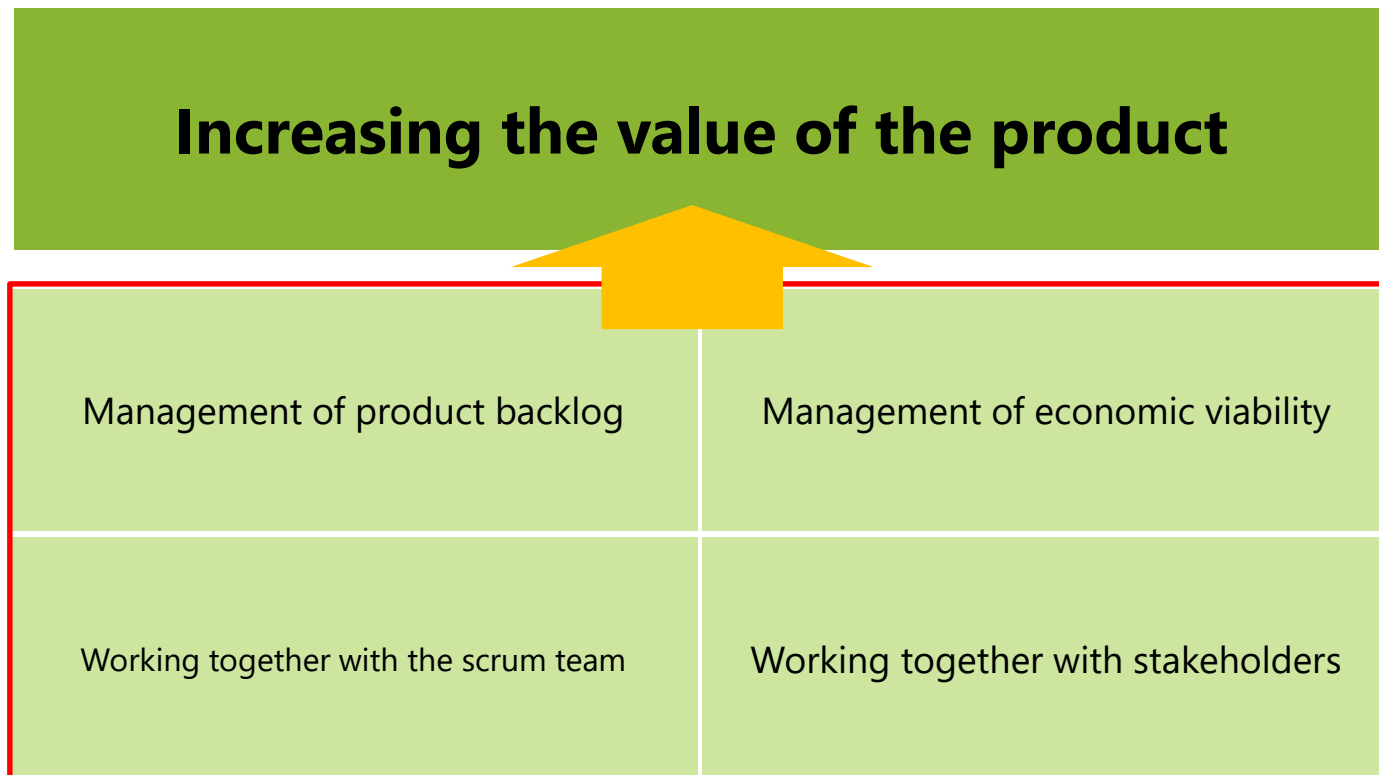 Increasing the value of the product
Management of product backlog
Management of economic viability
Working together with the scrum team
Working together with stakeholders